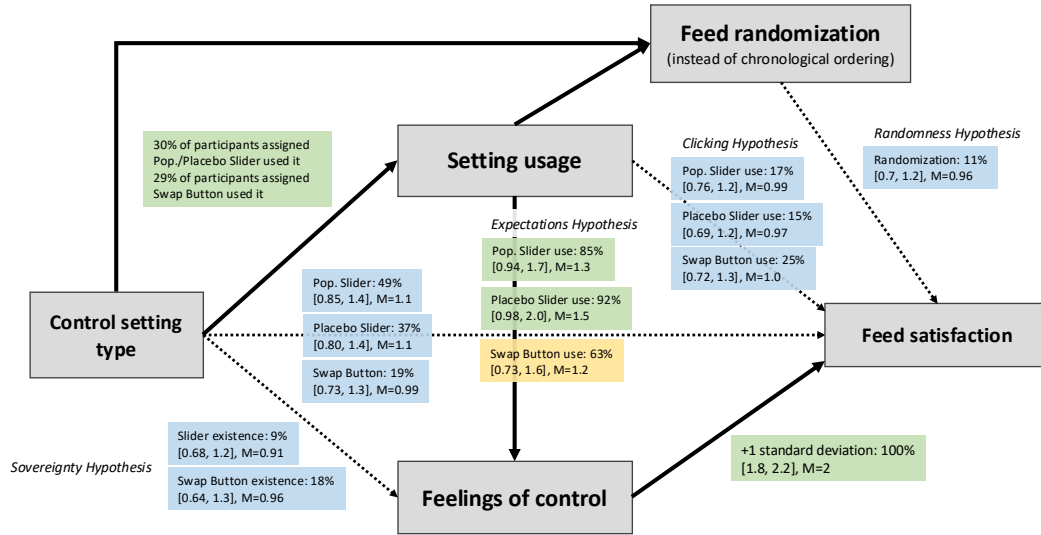 Feed randomization
(instead of chronological ordering)
30% of participants assigned
Pop./Placebo Slider used it
29% of participants assigned
Swap Button used it
Setting usage
Clicking Hypothesis
Pop. Slider use: 17%
[0.76, 1.2], M=0.99
Placebo Slider use: 15%
[0.69, 1.2], M=0.97
Swap Button use: 25%
[0.72, 1.3], M=1.0
Randomness Hypothesis
Randomization: 11%
[0.7, 1.2], M=0.96
Expectations Hypothesis
Pop. Slider use: 85%
[0.94, 1.7], M=1.3
Placebo Slider use: 92%
[0.98, 2.0], M=1.5
Swap Button use: 63%
[0.73, 1.6], M=1.2
Control setting
type
Pop. Slider: 49%
[0.85, 1.4], M=1.1
Placebo Slider: 37%
[0.80, 1.4], M=1.1
Swap Button: 19%
[0.73, 1.3], M=0.99
Feed satisfaction
Sovereignty Hypothesis
Slider existence: 9%
[0.68, 1.2], M=0.91
Swap Button existence: 18%
[0.64, 1.3], M=0.96
Feelings of control
+1 standard deviation: 100%
[1.8, 2.2], M=2